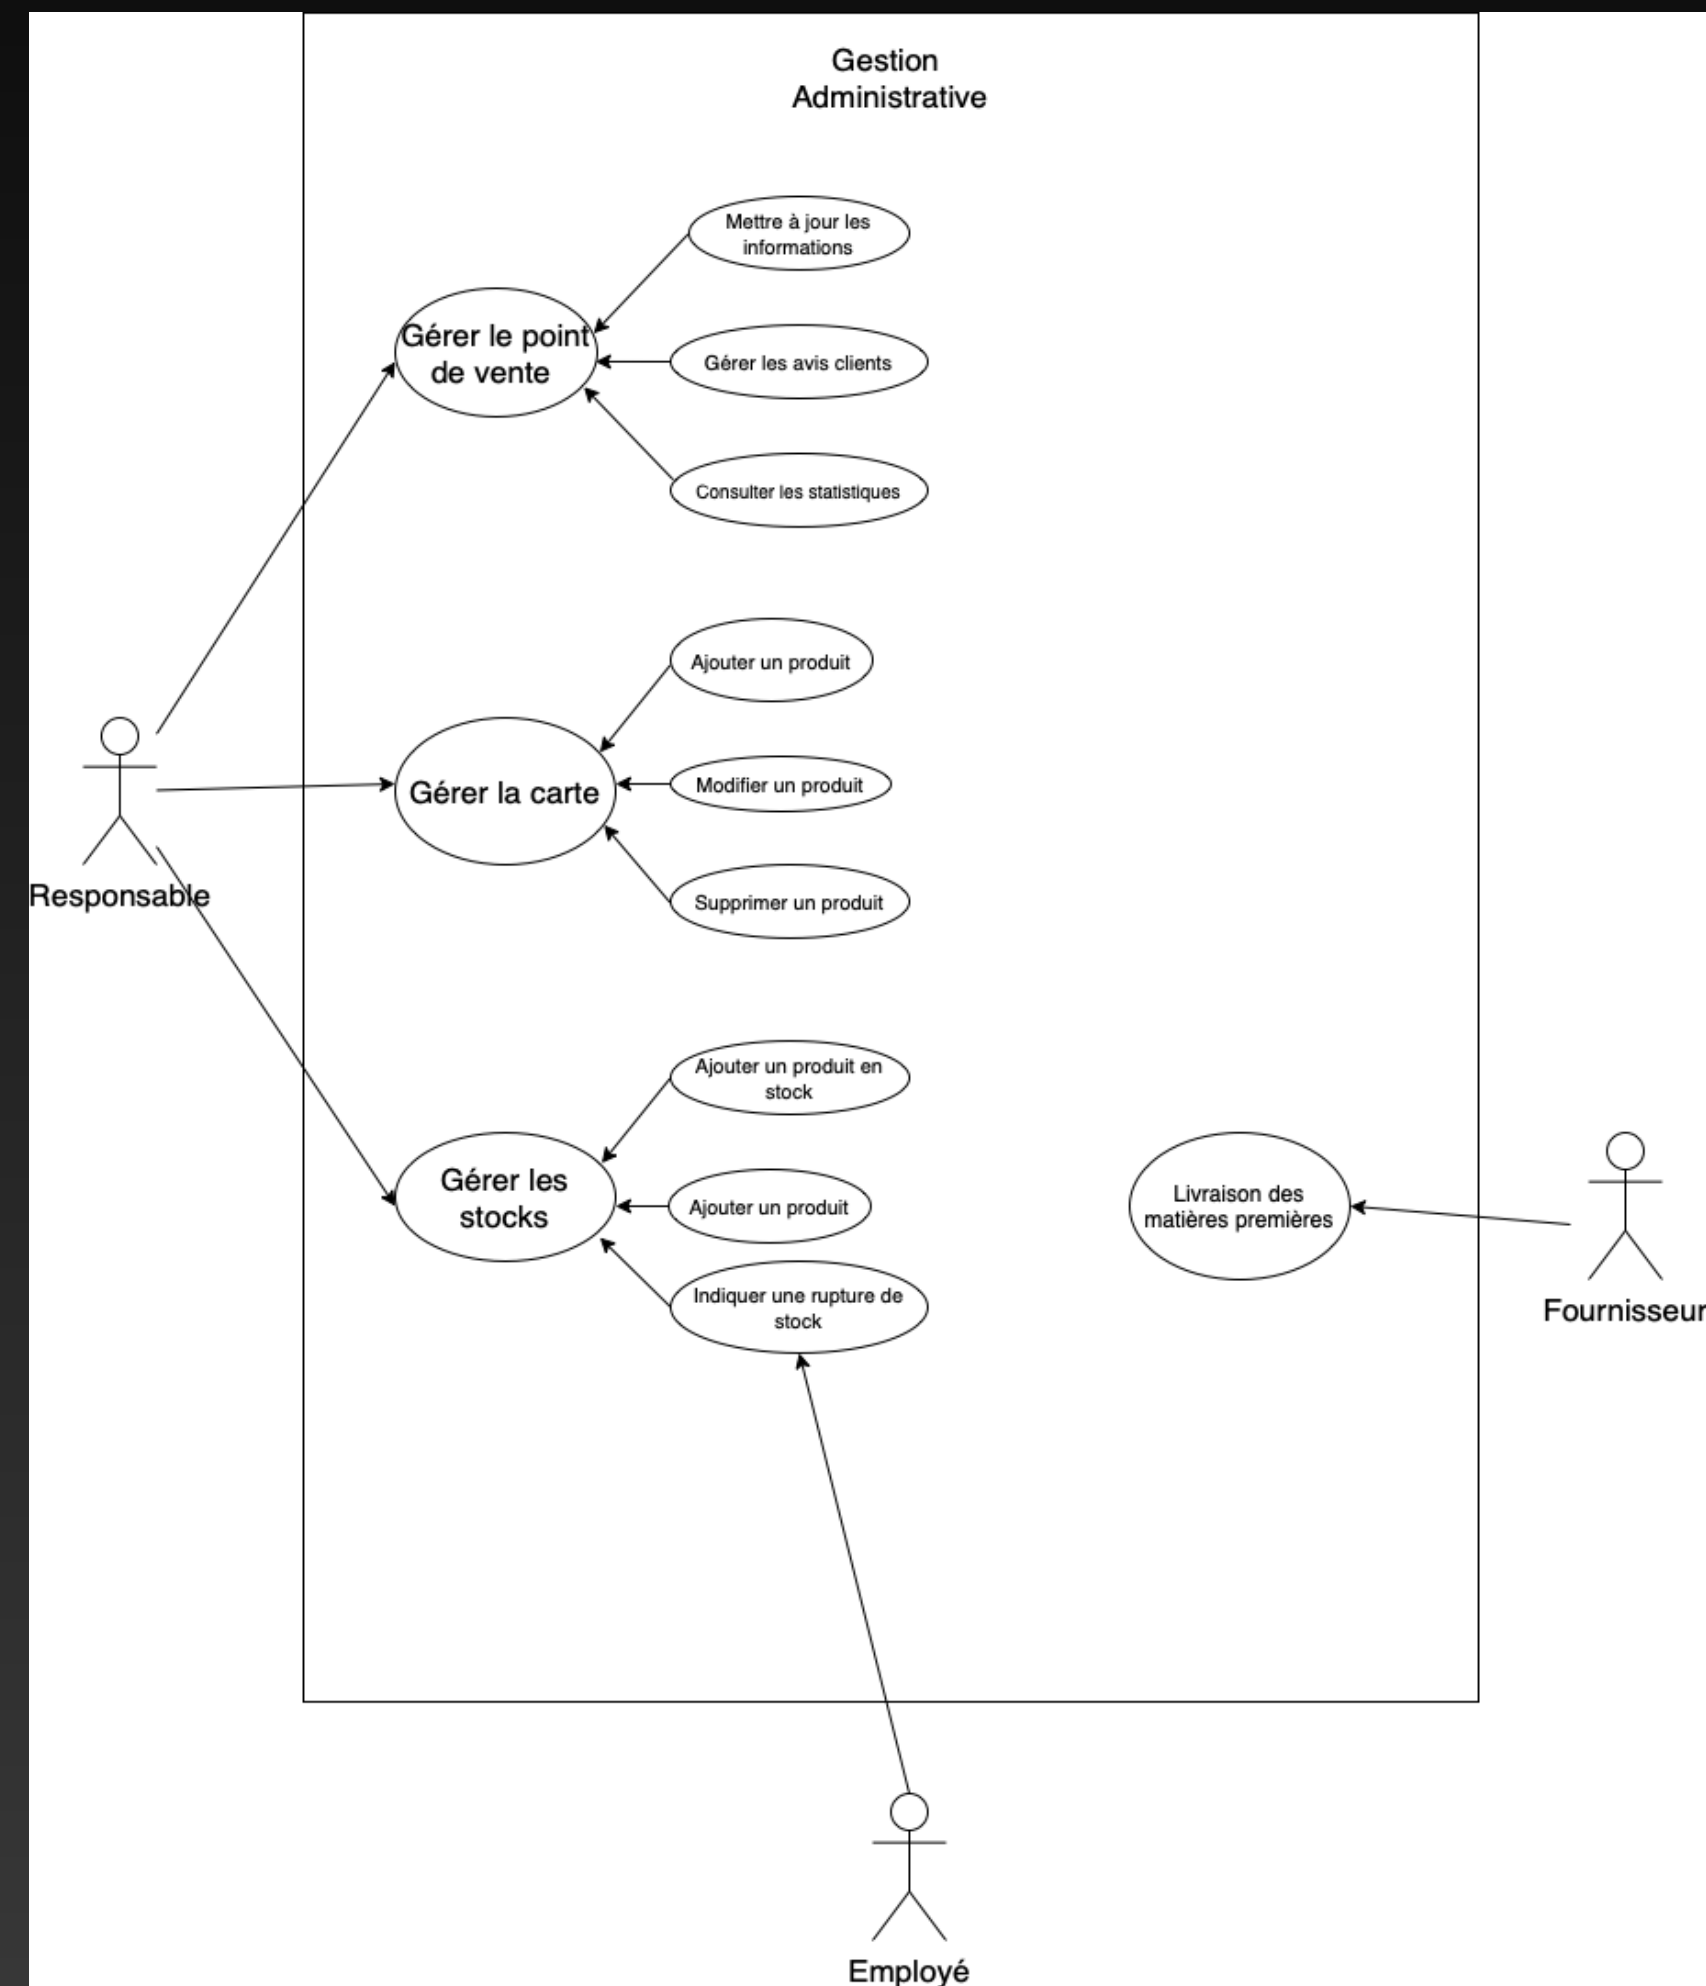 Gestion
Administrative
Mettre à jour les
informations
Gérer le point
de vente
Gérer les avis clients
Consulter les statistiques
Ajouter un produit
Gérer la carte
Modifier un produit
Supprimer un produit
Responsable
Ajouter un produit en
stock
Gérer les
stocks
Ajouter un produit
Indiquer une rupture de
stock
Livraison des
matières premières
Fournisseur
Employé